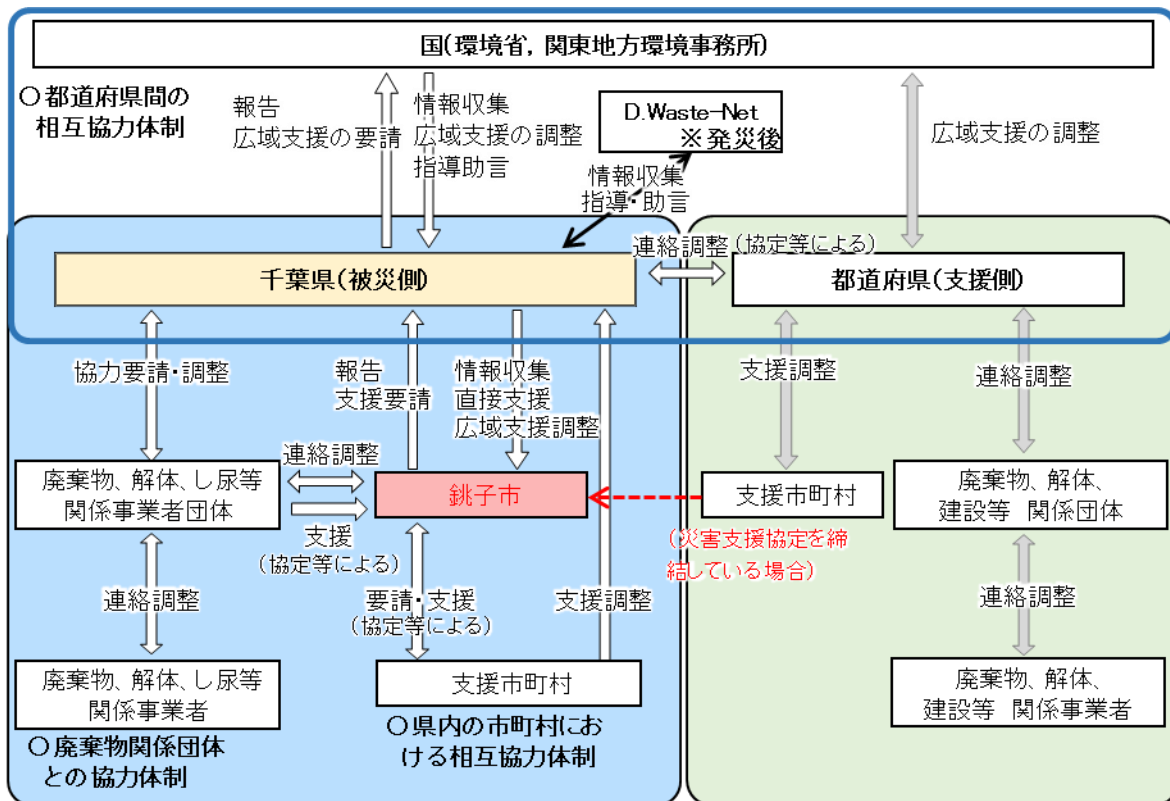 国(環境省，関東地方環境事務所)
○都道府県間の
相互協力体制
報告
広域支援の要請
情報収集
広域支援の調整
指導助言
D.Waste-Net
※発災後
情報収集
指導・助言
広域支援の調整
連絡調整(協定等による)
千葉県(被災側)
都道府県(支援側)
協力要請・調整
報告
支援要請
情報収集
直接支援
広域支援調整
支援調整
連絡調整
廃棄物、解体、し尿等
関係事業者団体
連絡調整
支援
(協定等による)
銚子市
支援市町村
(災害支援協定を締
結している場合)
廃棄物、解体、
建設等 関係団体
連絡調整
要請・支援
(協定等による)
支援調整
連絡調整
廃棄物、解体、し尿等
関係事業者
支援市町村
廃棄物、解体、
建設等 関係事業者
○廃棄物関係団体
との協力体制
○県内の市町村にお
ける相互協力体制